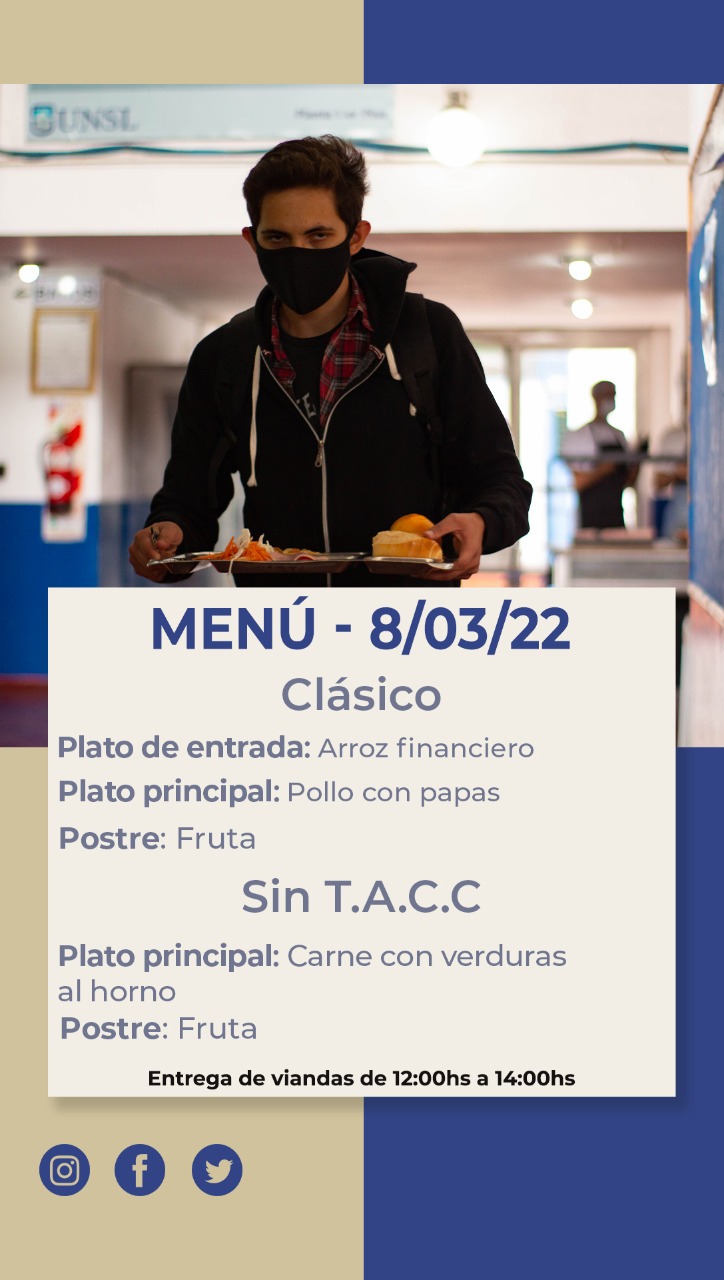 UNSL
MENÚ - 8/03/22
Clásico
Plato de entrada: Arroz financiero
Plato principal: Pollo con papas
Postre: Fruta
Sin T.A.C.C
Plato principal: Carne con verduras
al horno
Postre: Fruta
Entrega de viandas de 12:00hs a 14:00hs